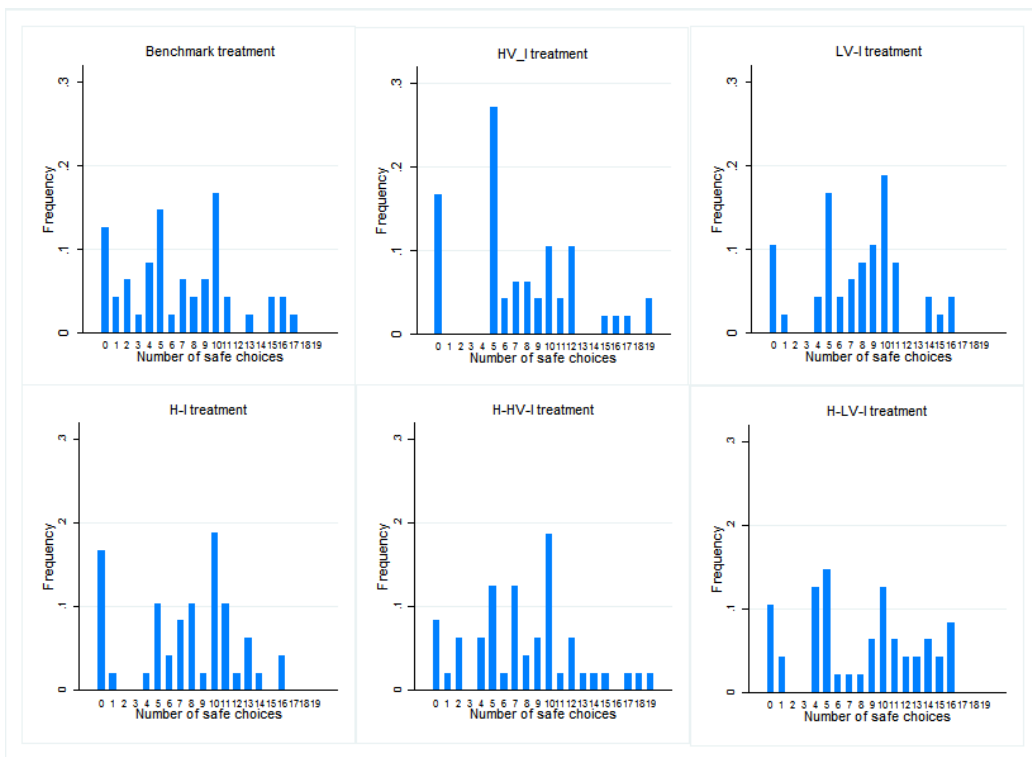 Benchmark treatment
.3
.2
.1
0
Frequency
0 1 2 3 4 5 6 7 8 9 10 11 12 13 14 15 16 17 18 19
Number of safe choices
HV_I treatment
.3
.2
.1
0
Frequency
0 1 2 3 4 5 6 7 8 9 10 11 12 13 14 15 16 17 18 19
Number of safe choices
LV-I treatment
.3
.2
.1
0
Frequency
0 1 2 3 4 5 6 7 8 9 10 11 12 13 14 15 16 17 18 19
Number of safe choices
H-I treatment
.3
.2
.1
0
Frequency
0 1 2 3 4 5 6 7 8 9 10 11 12 13 14 15 16 17 18 19
Number of safe choices
H-HV-I treatment
.3
.2
.1
0
Frequency
0 1 2 3 4 5 6 7 8 9 10 11 12 13 14 15 16 17 18 19
Number of safe choices
H-LV-I treatment
.3
.2
.1
0
Frequency
0 1 2 3 4 5 6 7 8 9 10 11 12 13 14 15 16 17 18 19
Number of safe choices